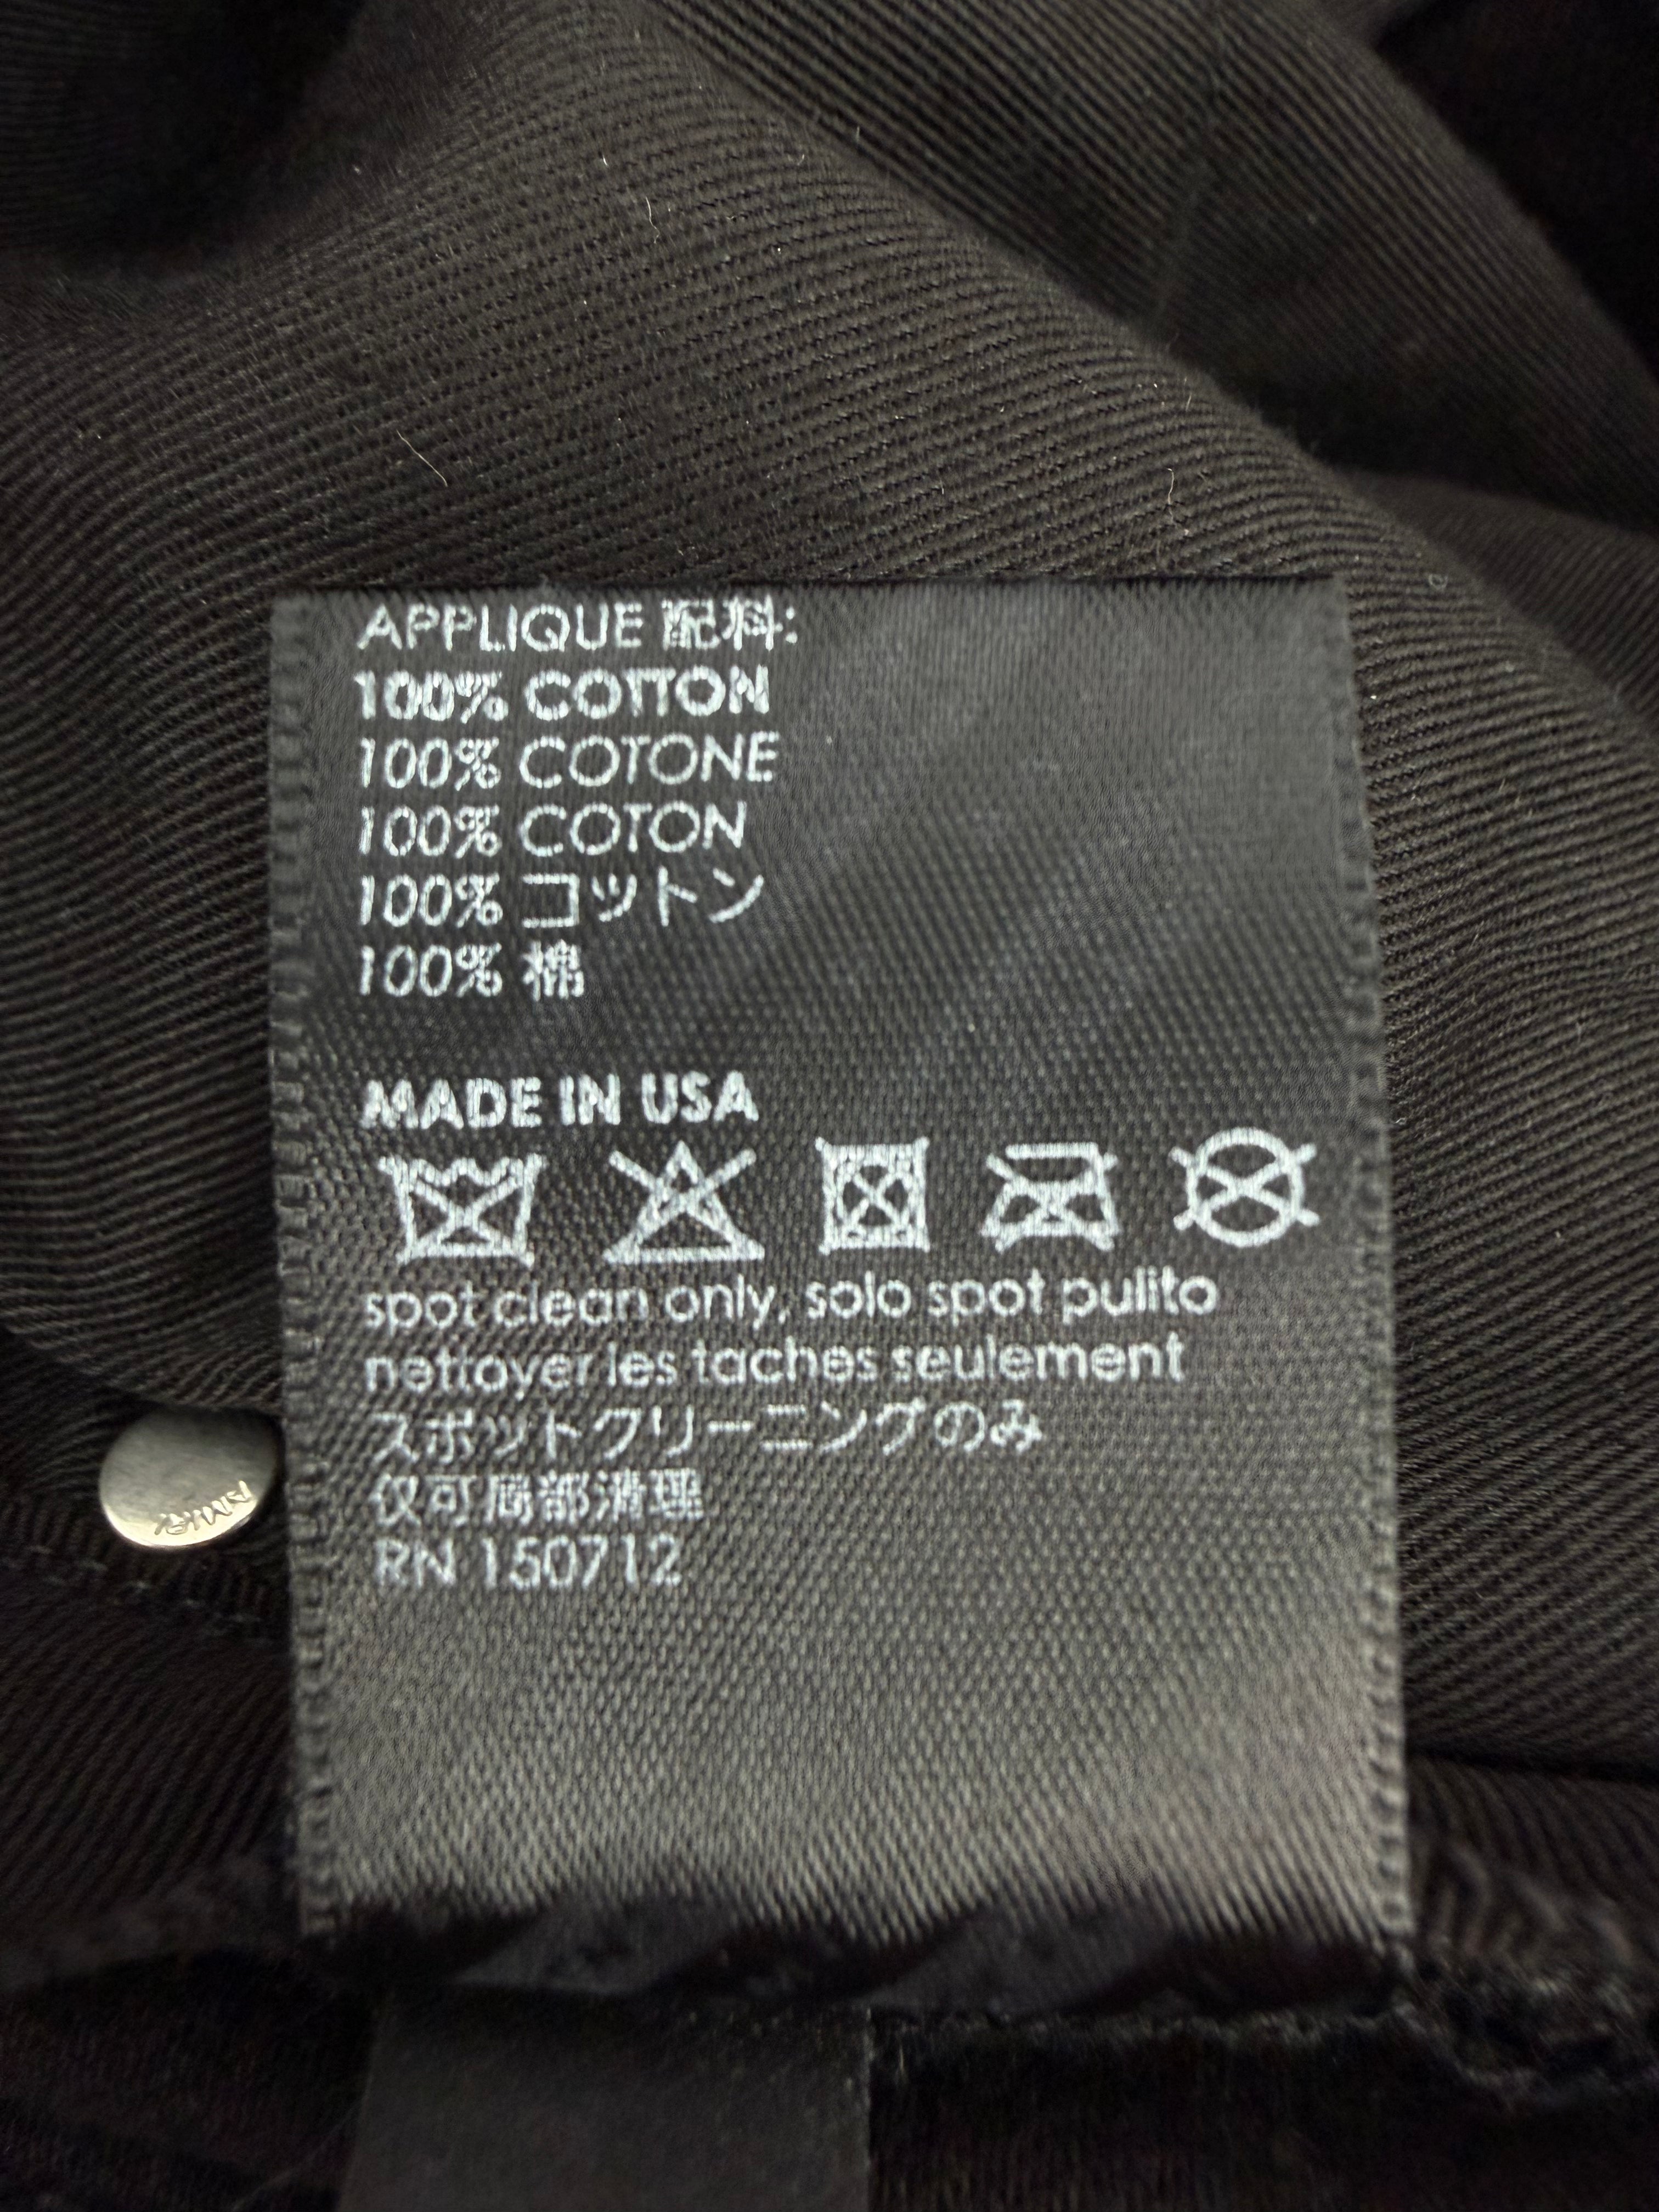 APPLIQUE 配料:
100% COTTON
100% COTONE
100% COTON
100% コットン
100% 棉
MADE IN USA
spot clean only, solo spot pulito
nettoyer les taches seulement
スポットクリーニングのみ
仅可局部清理
RN 150712
AMIRI